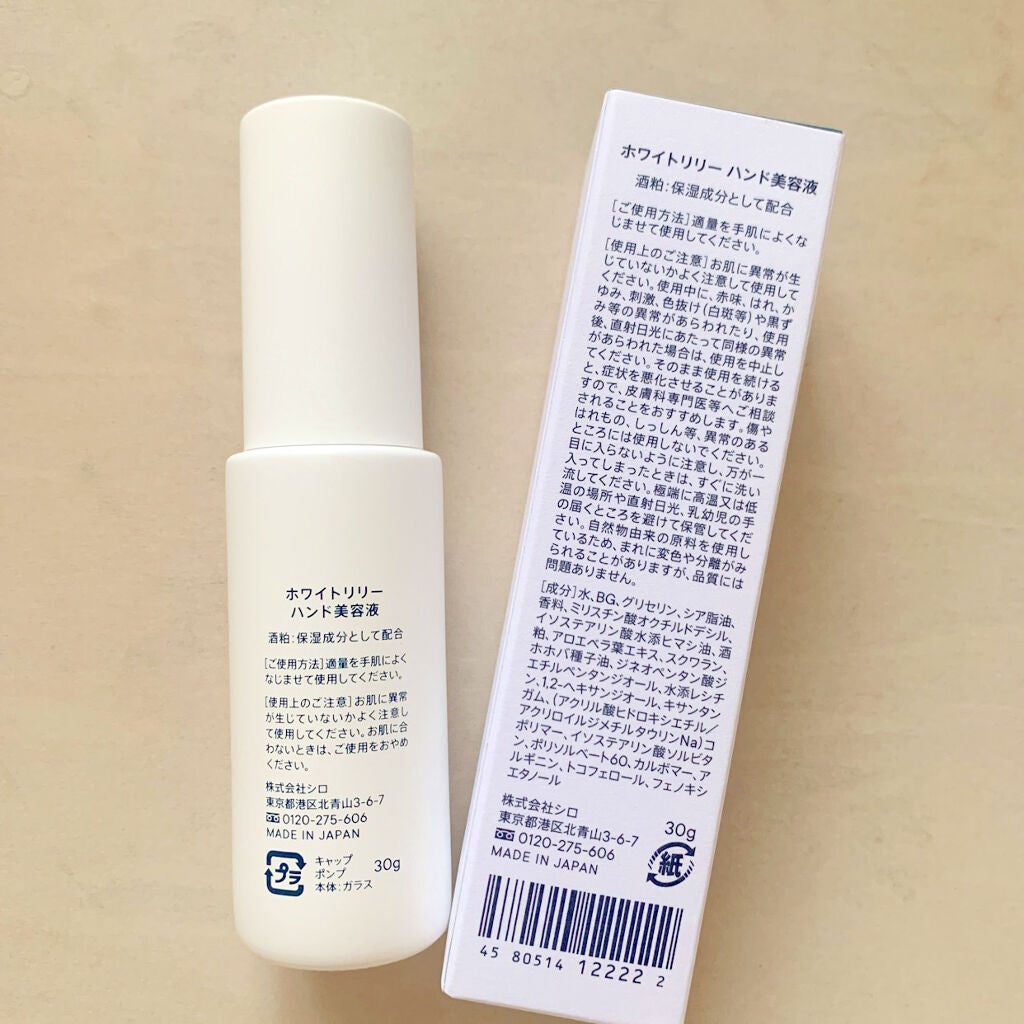 ホワイトリリー
ハンド美容液
酒粕：保湿成分として配合
［ご使用方法］適量を手肌によく
なじませて使用してください。
［使用上のご注意］お肌に異常
が生じていないかよく注意し
て使用してください。お肌に合
わないときは、ご使用をおやめ
ください。
株式会社シロ
東京都港区北青山3-6-7
0120-275-606
MADE IN JAPAN
プラ
キャップ
ポンプ
本体：ガラス
30g
ホワイトリリー ハンド美容液
酒粕：保湿成分として配合
［ご使用方法］適量を手肌によくな
じませて使用してください。
［使用上のご注意］お肌に異常が生
じていないかよく注意して使用して
ください。使用中に、赤味、はれ、か
ゆみ、刺激、色抜け（白斑等）や黒ず
み等の異常があらわれたり、使用
後、直射日光にあたって同様の異常
があらわれた場合は、使用を中止し
てください。そのまま使用を続ける
と、症状を悪化させることがありま
すので、皮膚科専門医等へご相談
されることをおすすめします。傷や
はれもの、しっしん等、異常のある
ところには使用しないでください。
目に入らないように注意し、万が一
入ってしまったときは、すぐに洗い
流してください。極端に高温又は低
温の場所や直射日光、乳幼児の手
の届くところを避けて保管してくだ
さい。自然物由来の原料を使用し
ているため、まれに変色や分離がみ
られることがありますが、品質には
問題ありません。
［成分］水、BG、グリセリン、シア脂油、
香料、ミリスチン酸オクチルドデシル、
イソステアリン酸水添ヒマシ油、酒
粕、アロエベラ葉エキス、スクワラン、
ホホバ種子油、ジネオペンタン酸ジ
エチルペンタンジオール、水添レシチ
ン、1,2-ヘキサンジオール、キサンタン
ガム、（アクリル酸ヒドロキシエチル／
アクリロイルジメチルタウリンNa）コ
ポリマー、イソステアリン酸ソルビタ
ン、ポリソルベート60、カルボマー、ア
ルギニン、トコフェロール、フェノキシ
エタノール
株式会社シロ
東京都港区北青山3-6-7
0120-275-606
MADE IN JAPAN
30g
紙
45 80514 12222 2